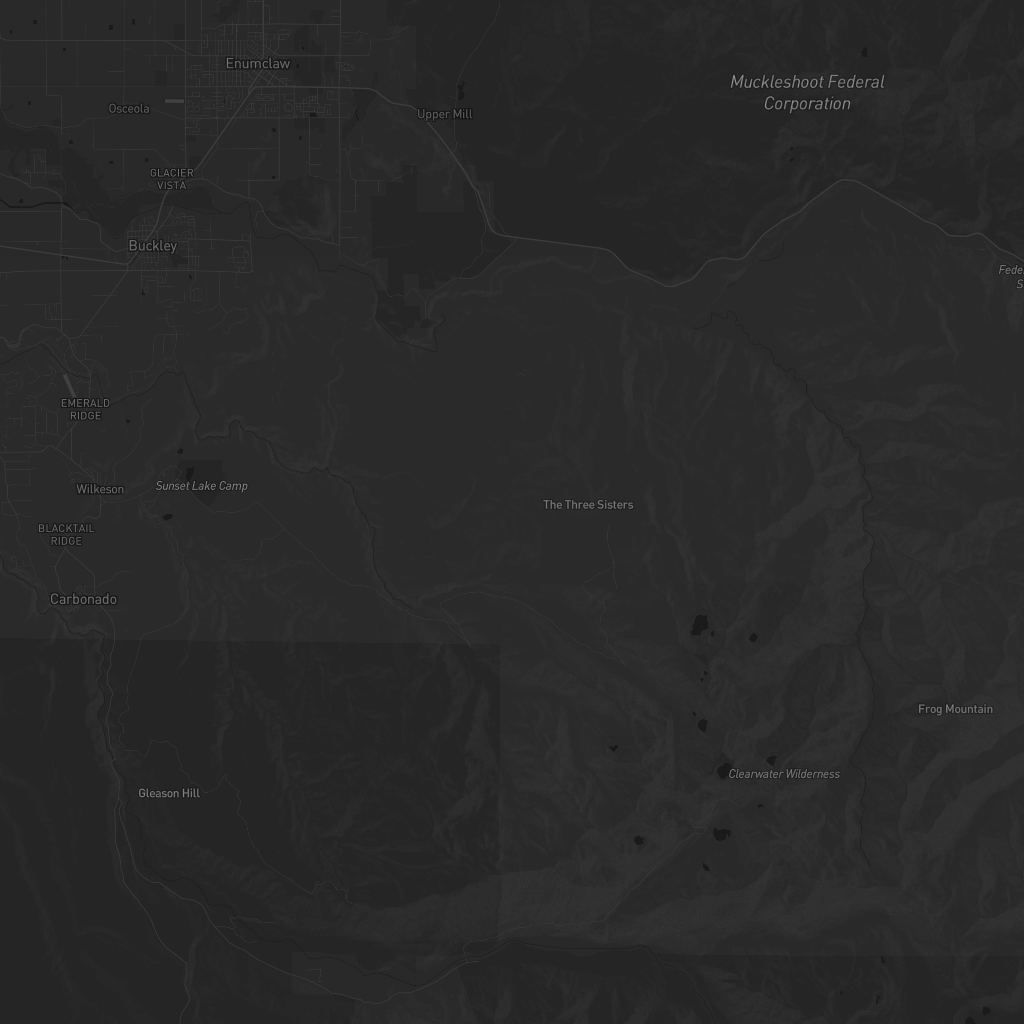 Enumclaw
Muckleshoot Federal
Corporation
Osceola
Upper Mill
GLACIER
VISTA
Buckley
Fede
S
EMERALD
RIDGE
Wilkeson
Sunset Lake Camp
The Three Sisters
BLACKTAIL
RIDGE
Carbonado
Frog Mountain
Clearwater Wilderness
Gleason Hill